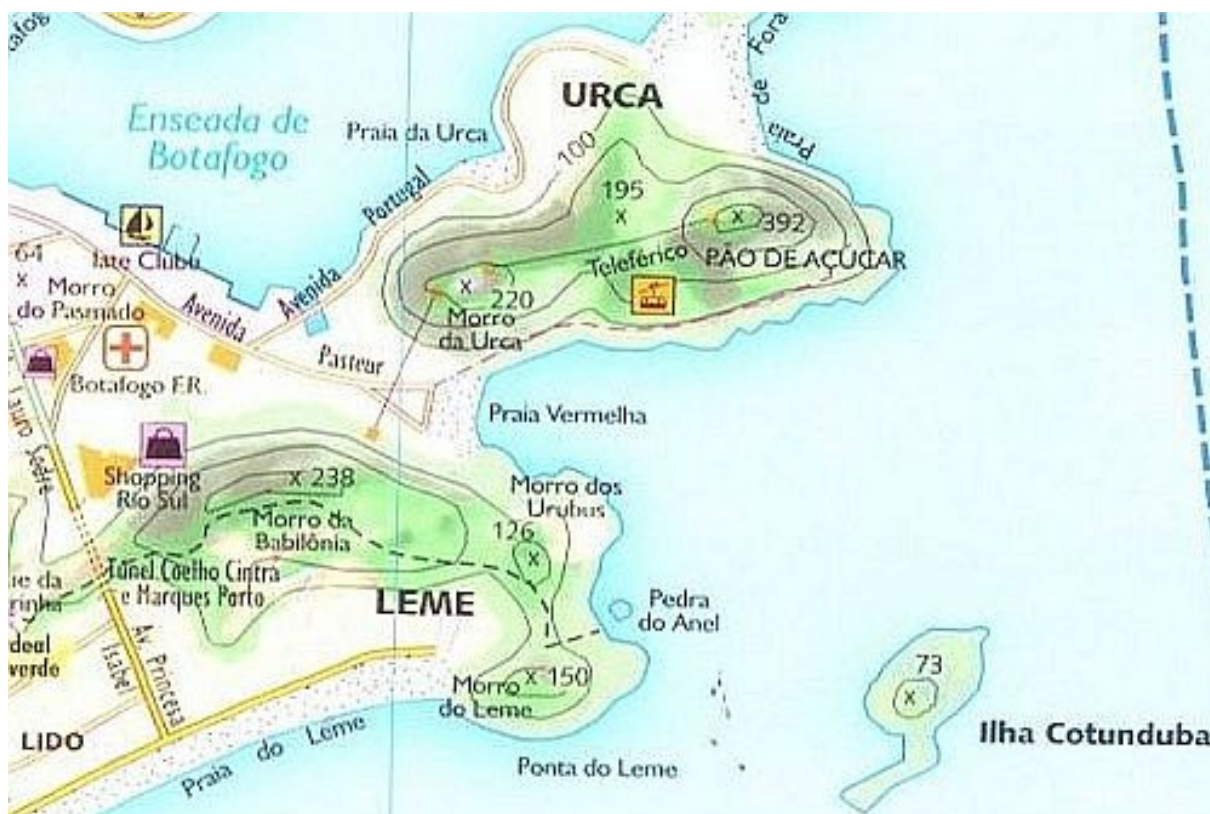 Praia de Fora
URCA
Enseada de
Botafogo
Praia da Urca
100
Portugal
Avenida
195
x
x 392
PÃO DE AÇÚCAR
Teleférico
x
220
Morro
da Urca
64
x
Morro
do Pasmado
Iate Clubu
Avenida
Pasteur
Botafogo F.R.
Praia Vermelha
Shopping
Río Sul
x 238
Morro da
Babilônia
Morro dos
Urubus
126
x
Túnel Coelho Cintra
e Marques Porto
LEME
Pedra
do Anel
x 150
Morro
do Leme
Av. Princesa
Isabel
LIDO
Praia do Leme
Ponta do Leme
73
x
Ilha Cotunduba